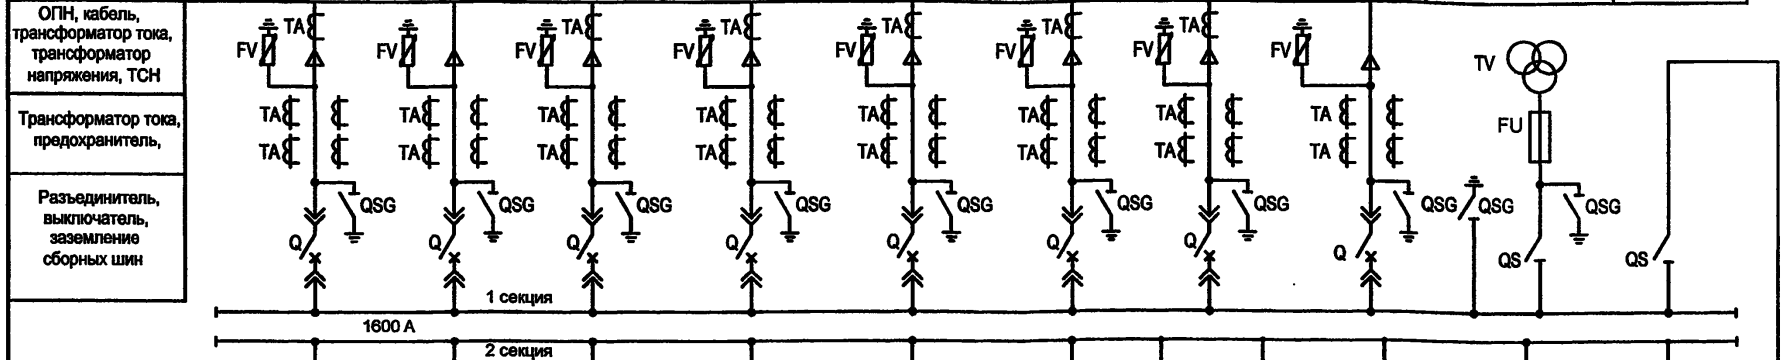 ОПН, кабель,
трансформатор тока,
трансформатор
напряжения, ТСН
Трансформатор тока,
предохранитель,
Разъединитель,
выключатель,
заземление
сборных шин
TA TA TA TA TA
FV FV FV FV FV FV FV FV
TV
TA TA TA TA TA TA TA TA
FU
TA TA TA TA TA TA TA TA
QSG QSG QSG QSG QSG QSG QSG QSG QSG QSG
Q Q Q Q Q Q Q Q
QS QS
1 секция
1600 А
2 секция